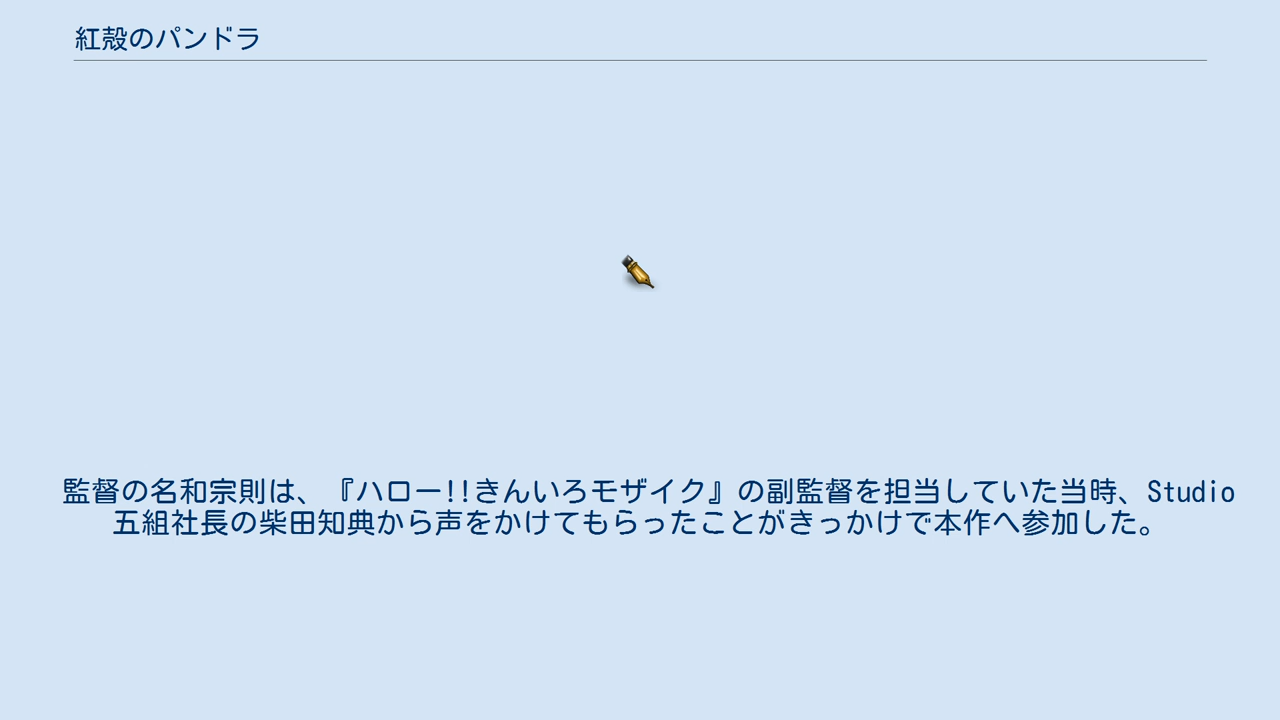 紅殻のパンドラ
監督の名和宗則は、『ハロー!!きんいろモザイク』の副監督を担当していた当時、Studio
五組社長の柴田知典から声をかけてもらったことがきっかけで本作へ参加した。